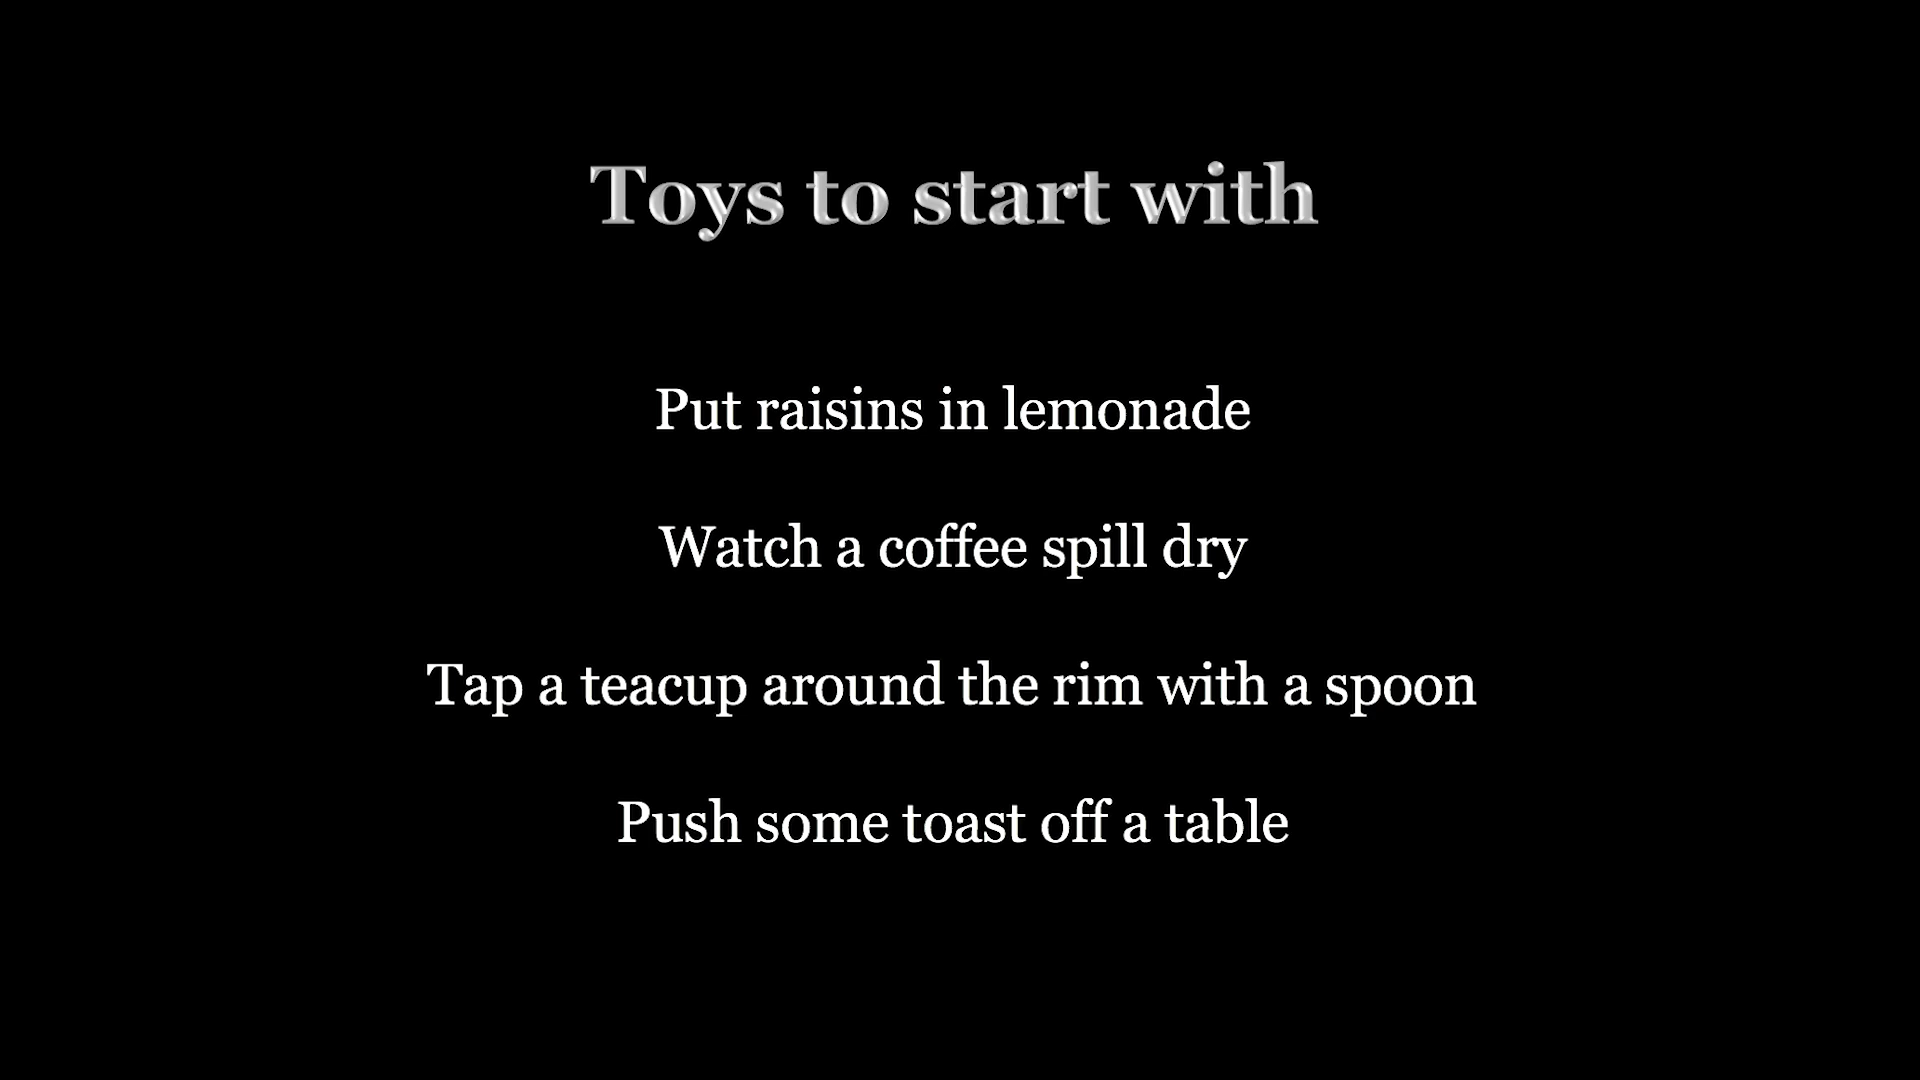 Toys to start with
Put raisins in lemonade
Watch a coffee spill dry
Tap a teacup around the rim with a spoon
Push some toast off a table